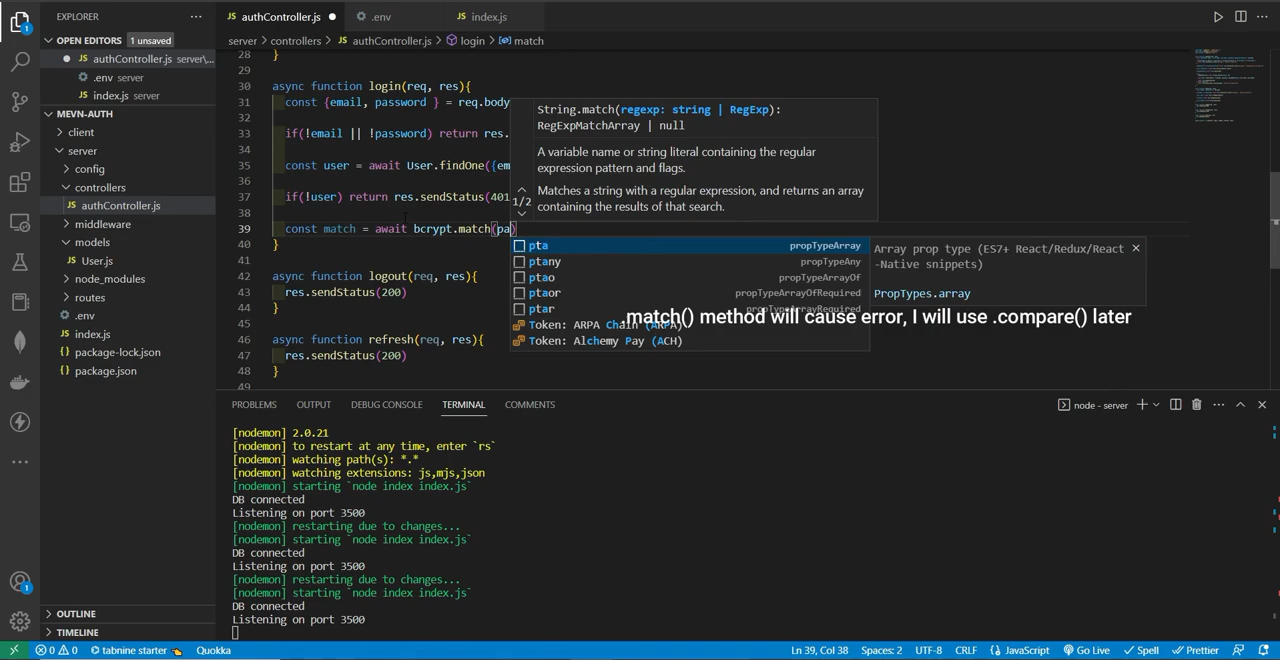 EXPLORER
OPEN EDITORS 1 unsaved
JS authController.js server\...
.env server
JS index.js server
MEVN-AUTH
client
server
config
controllers
JS authController.js
middleware
models
JS User.js
node_modules
routes
.env
JS index.js
{} package-lock.json
{} package.json
OUTLINE
TIMELINE
JS authController.js .env JS index.js
server > controllers > JS authController.js > login > match
28 }
29
30 async function login(req, res){
31 const {email, password } = req.body
32
33 if(!email || !password) return res.
34
35 const user = await User.findOne({em
36
37 if(!user) return res.sendStatus(401
38
39 const match = await bcrypt.match(pa)
40 }
41
42 async function logout(req, res){
43 res.sendStatus(200)
44 }
45
46 async function refresh(req, res){
47 res.sendStatus(200)
48 }
49
String.match(regexp: string | RegExp):
RegExpMatchArray | null
A variable name or string literal containing the regular
expression pattern and flags.
1/2
Matches a string with a regular expression, and returns an array
containing the results of that search.
pta propTypeArray
ptany propTypeAny
ptao propTypeArrayOf
ptaor propTypeArrayOfRequired
ptar propTypeArrayRequired
Token: ARPA Chain (ARPA)
Token: Alchemy Pay (ACH)
Array prop type (ES7+ React/Redux/React
-Native snippets)
PropTypes.array
.match() method will cause error, I will use .compare() later
PROBLEMS OUTPUT DEBUG CONSOLE TERMINAL COMMENTS
node - server
[nodemon] 2.0.21
[nodemon] to restart at any time, enter `rs`
[nodemon] watching path(s): *.*
[nodemon] watching extensions: js,mjs,json
[nodemon] starting `node index index.js`
DB connected
Listening on port 3500
[nodemon] restarting due to changes...
[nodemon] starting `node index index.js`
DB connected
Listening on port 3500
[nodemon] restarting due to changes...
[nodemon] starting `node index index.js`
DB connected
Listening on port 3500
1
1
0 0 tabnine starter Quokka Ln 39, Col 38 Spaces: 2 UTF-8 CRLF {} JavaScript Go Live Spell Prettier